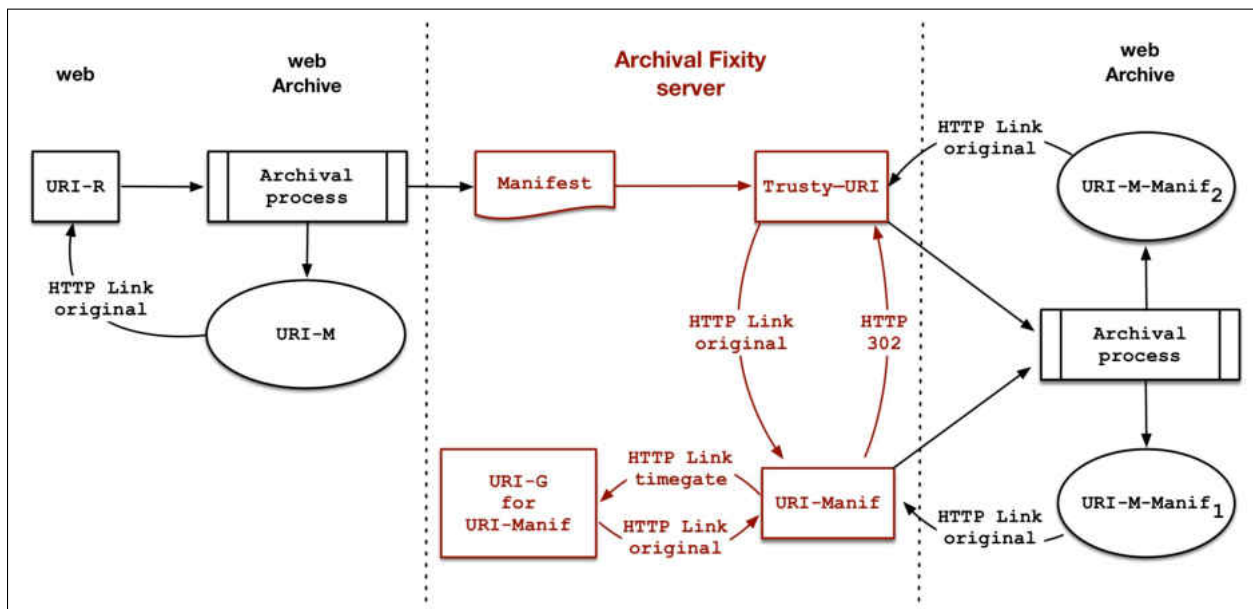 web
web
Archive
Archival Fixity
server
web
Archive
URI-R
Archival
process
HTTP Link
original
URI-M
Manifest
Trusty—URI
HTTP Link
original
HTTP
302
URI-G
for
URI-Manif
HTTP Link
timegate
HTTP Link
original
URI-Manif
HTTP Link
original
URI-M-Manif2
Archival
process
HTTP Link
original
URI-M-Manif1